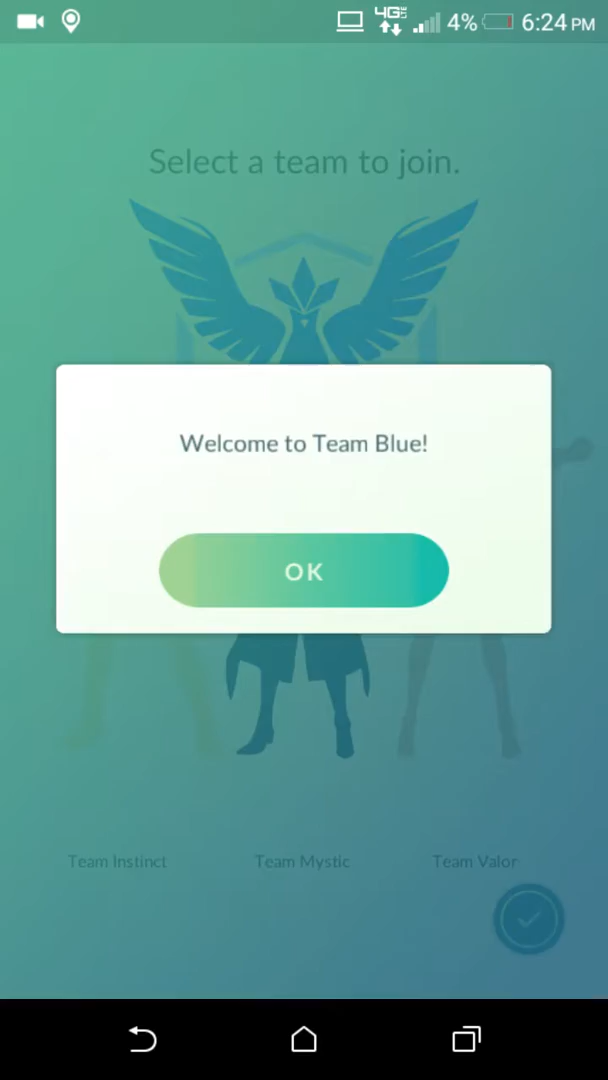 4G LTE 4% 6:24 PM
Select a team to join.
Welcome to Team Blue!
OK
Team Instinct Team Mystic Team Valor